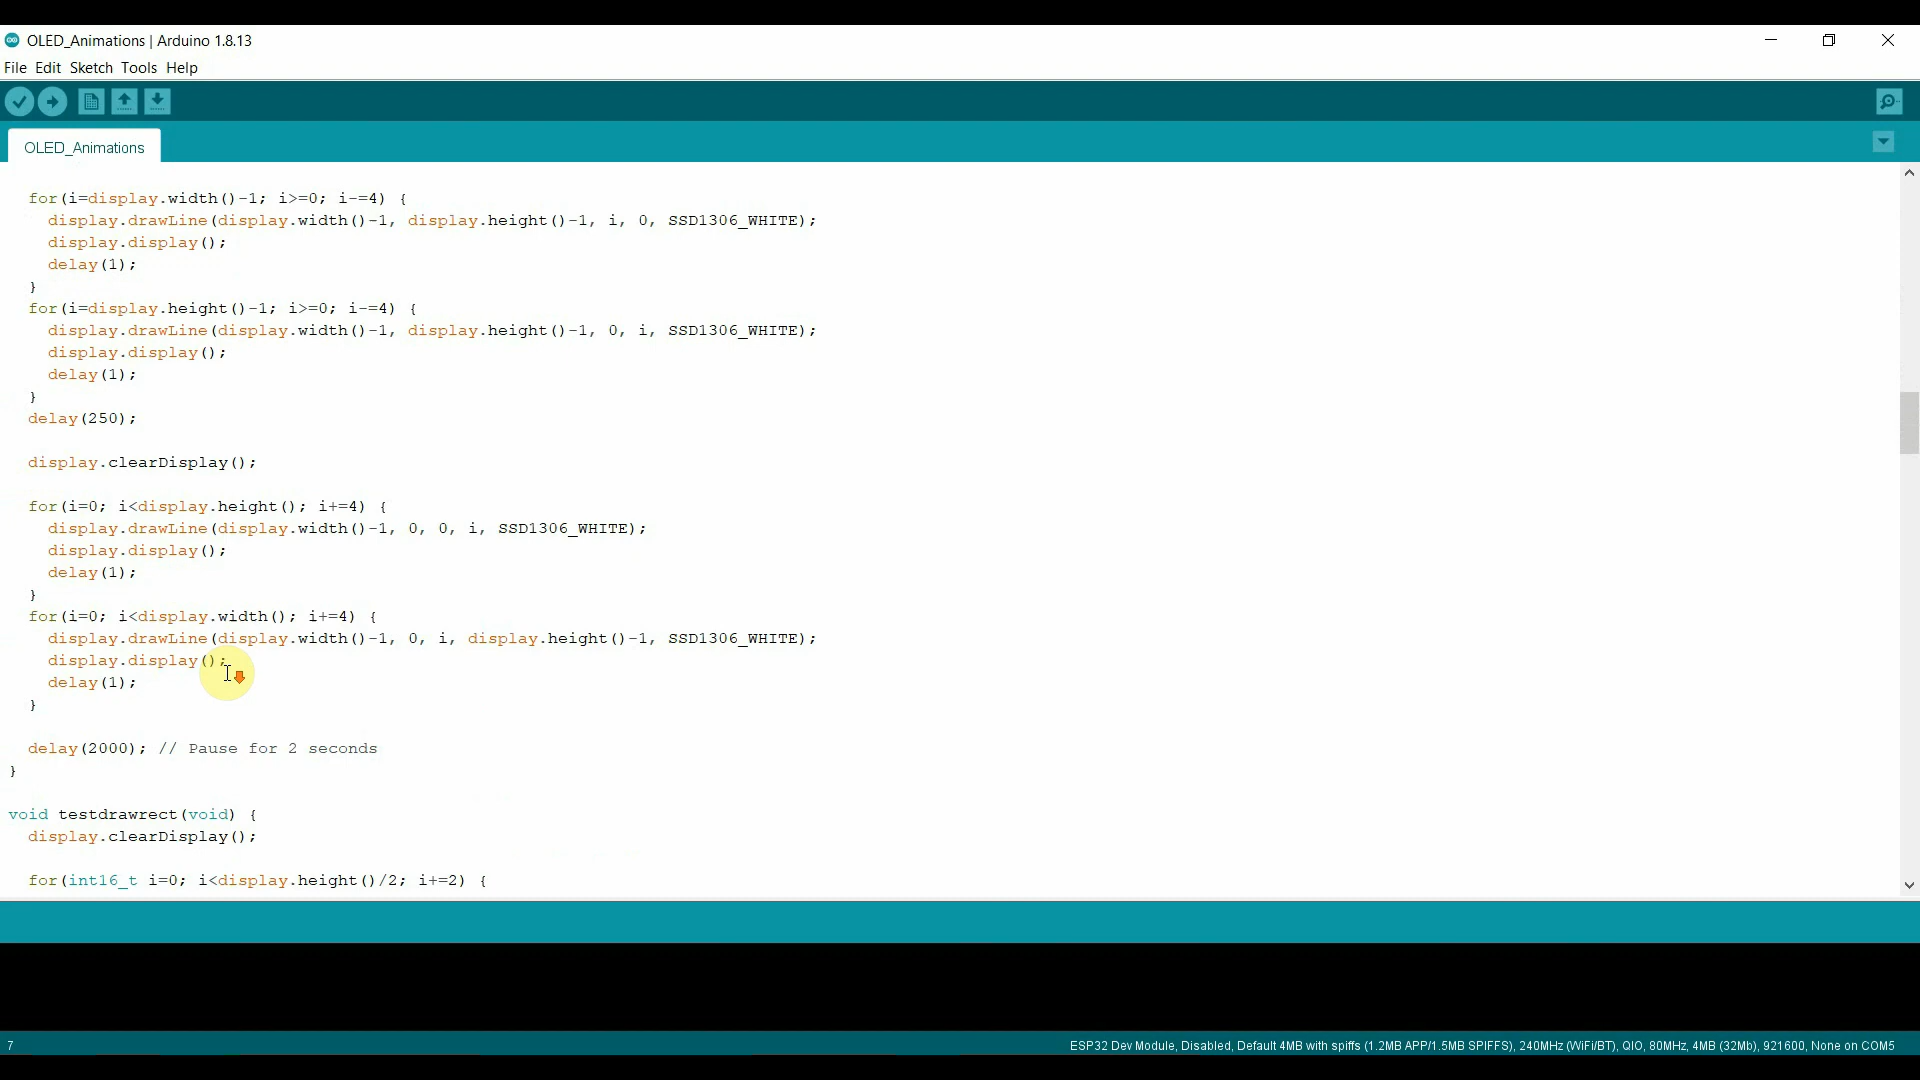 OLED_Animations | Arduino 1.8.13
File Edit Sketch Tools Help
OLED_Animations
for(i=display.width()-1; i>=0; i-=4) {
display.drawLine(display.width()-1, display.height()-1, i, 0, SSD1306_WHITE);
display.display();
delay(1);
}
for(i=display.height()-1; i>=0; i-=4) {
display.drawLine(display.width()-1, display.height()-1, 0, i, SSD1306_WHITE);
display.display();
delay(1);
}
delay(250);
display.clearDisplay();
for(i=0; i<display.height(); i+=4) {
display.drawLine(display.width()-1, 0, 0, i, SSD1306_WHITE);
display.display();
delay(1);
}
for(i=0; i<display.width(); i+=4) {
display.drawLine(display.width()-1, 0, i, display.height()-1, SSD1306_WHITE);
display.display();
delay(1);
}
delay(2000); // Pause for 2 seconds
}
void testdrawrect(void) {
display.clearDisplay();
for(int16_t i=0; i<display.height()/2; i+=2) {
7
ESP32 Dev Module, Disabled, Default 4MB with spiffs (1.2MB APP/1.5MB SPIFFS), 240MHz (WiFi/BT), QIO, 80MHz, 4MB (32Mb), 921600, None on COM5